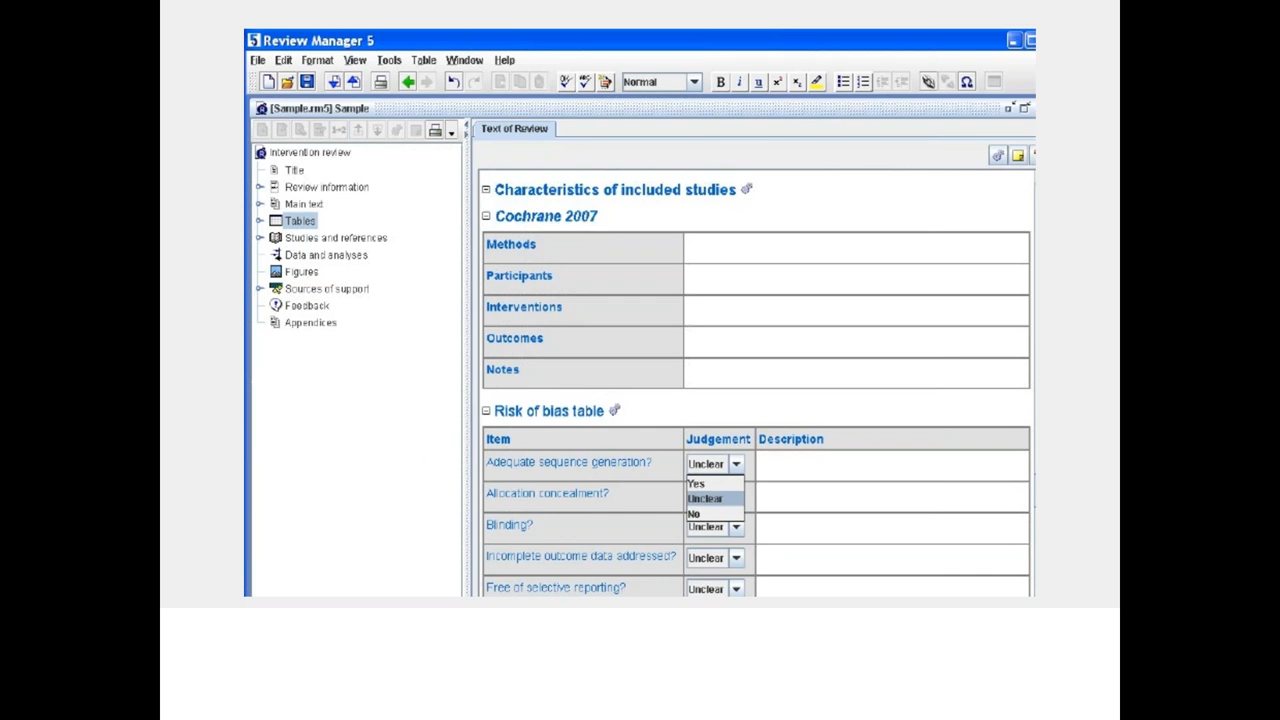 5 Review Manager 5
File Edit Format View Tools Table Window Help
Normal B i u x² x₂ Ω
[Sample.rm5] Sample
Text of Review
Intervention review
Title
Review information
Main text
Tables
Studies and references
Data and analyses
Figures
Sources of support
Feedback
Appendices
Characteristics of included studies
Cochrane 2007
Methods
Participants
Interventions
Outcomes
Notes
Risk of bias table
Item Judgement Description
Adequate sequence generation? Unclear
Yes
Unclear
Allocation concealment?
No
Blinding? Unclear
Incomplete outcome data addressed? Unclear
Free of selective reporting? Unclear